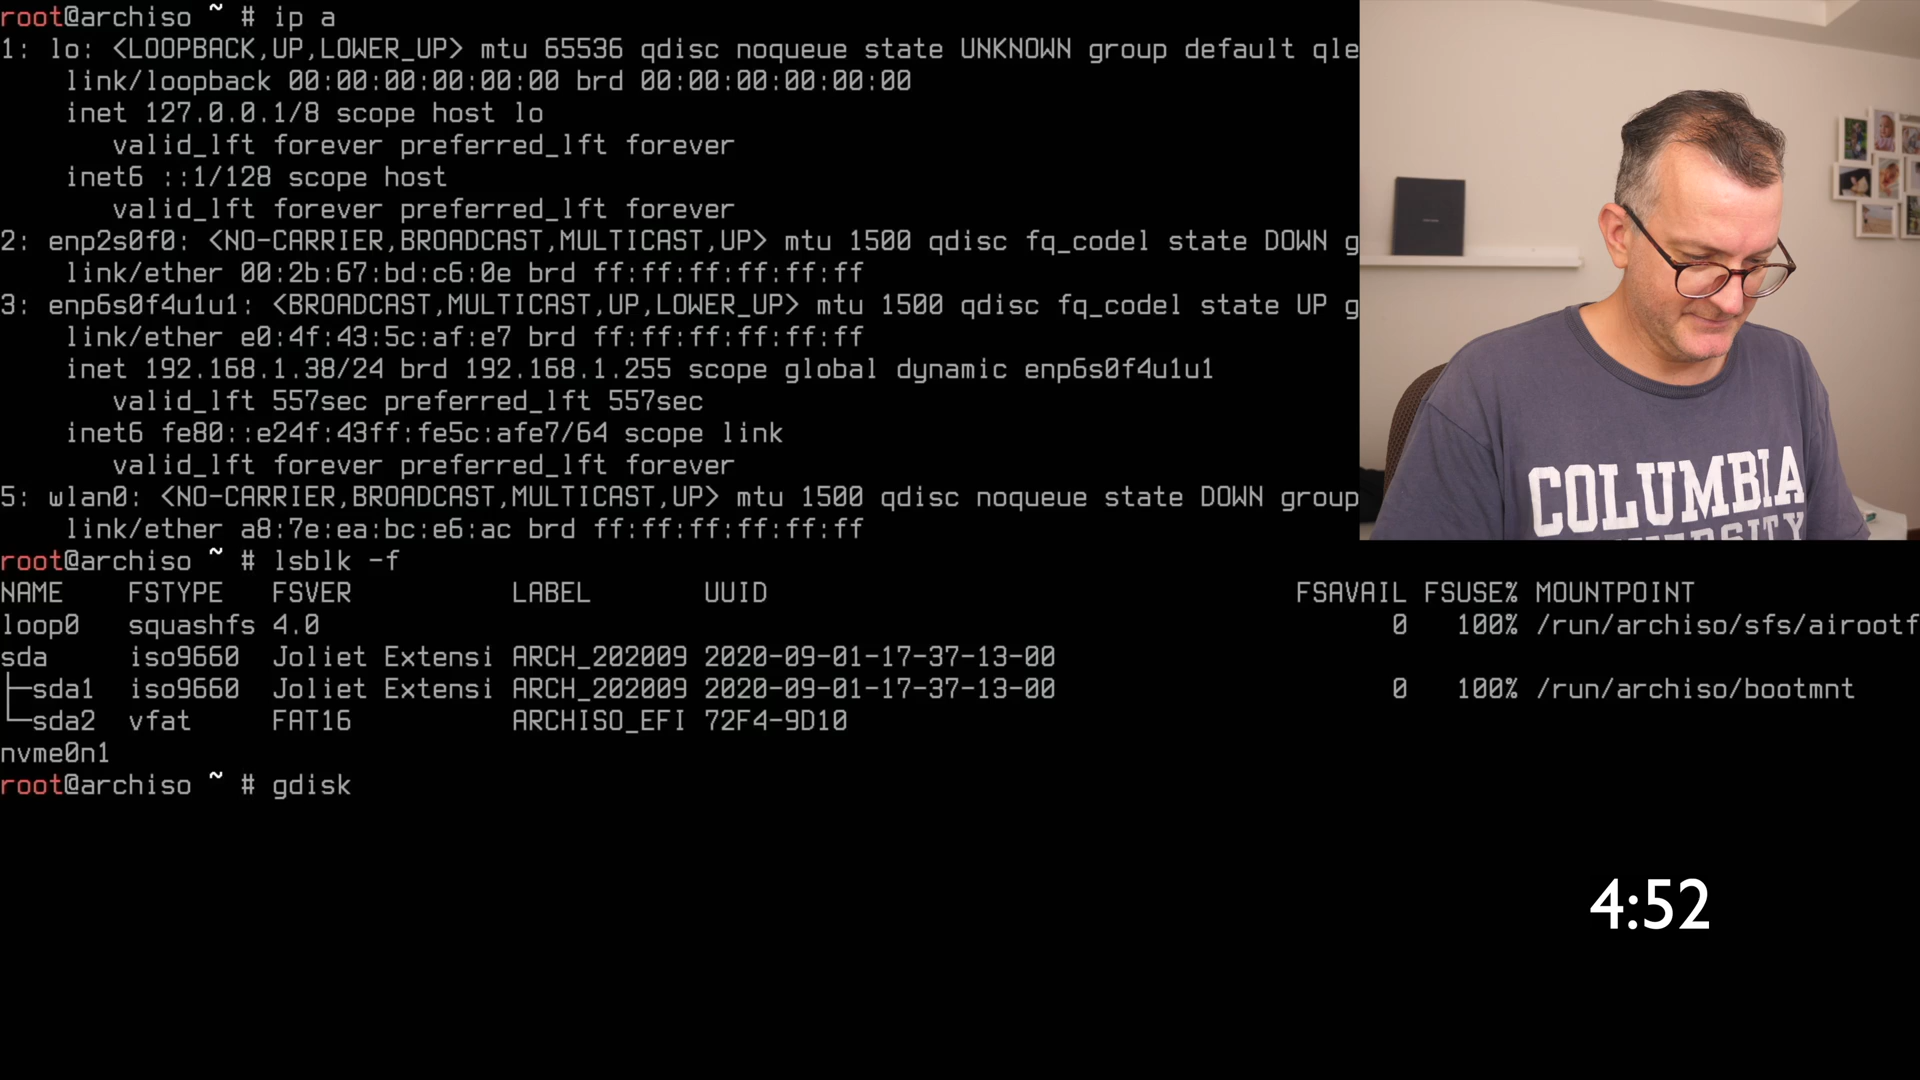 root@archiso ~ # ip a
1: lo: <LOOPBACK,UP,LOWER_UP> mtu 65536 qdisc noqueue state UNKNOWN group default qle
link/loopback 00:00:00:00:00:00 brd 00:00:00:00:00:00
inet 127.0.0.1/8 scope host lo
valid_lft forever preferred_lft forever
inet6 ::1/128 scope host
valid_lft forever preferred_lft forever
2: enp2s0f0: <NO-CARRIER,BROADCAST,MULTICAST,UP> mtu 1500 qdisc fq_codel state DOWN g
link/ether 00:2b:67:bd:c6:0e brd ff:ff:ff:ff:ff:ff
3: enp6s0f4u1u1: <BROADCAST,MULTICAST,UP,LOWER_UP> mtu 1500 qdisc fq_codel state UP g
link/ether e0:4f:43:5c:af:e7 brd ff:ff:ff:ff:ff:ff
inet 192.168.1.38/24 brd 192.168.1.255 scope global dynamic enp6s0f4u1u1
valid_lft 557sec preferred_lft 557sec
inet6 fe80::e24f:43ff:fe5c:afe7/64 scope link
valid_lft forever preferred_lft forever
5: wlan0: <NO-CARRIER,BROADCAST,MULTICAST,UP> mtu 1500 qdisc noqueue state DOWN group
link/ether a8:7e:ea:bc:e6:ac brd ff:ff:ff:ff:ff:ff
root@archiso ~ # lsblk -f
NAME FSTYPE FSVER LABEL UUID FSAVAIL FSUSE% MOUNTPOINT
loop0 squashfs 4.0 0 100% /run/archiso/sfs/airootf
sda iso9660 Joliet Extensi ARCH_202009 2020-09-01-17-37-13-00
├─sda1 iso9660 Joliet Extensi ARCH_202009 2020-09-01-17-37-13-00 0 100% /run/archiso/bootmnt
└─sda2 vfat FAT16 ARCHISO_EFI 72F4-9D10
nvme0n1
root@archiso ~ # gdisk
COLUMBIA
UNIVERSITY
4:52